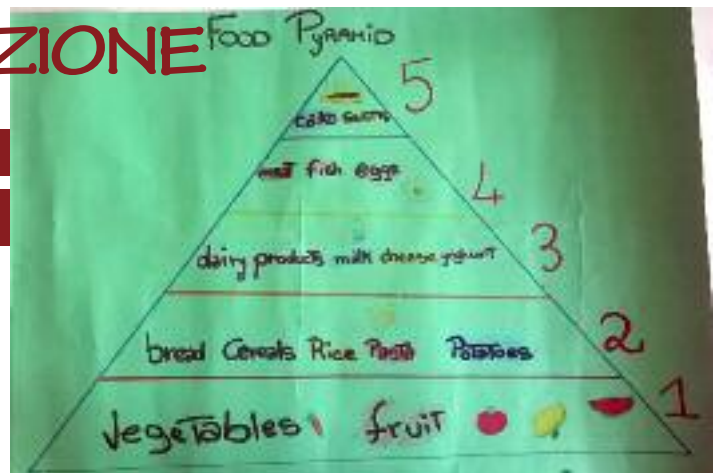 ZIONE
FOOD PYRAMID
5
cake sweets
meat fish eggs
4
dairy products milk cheese yoghurt
3
bread Cereals Rice Pasta Potatoes
2
vegetables fruit
1